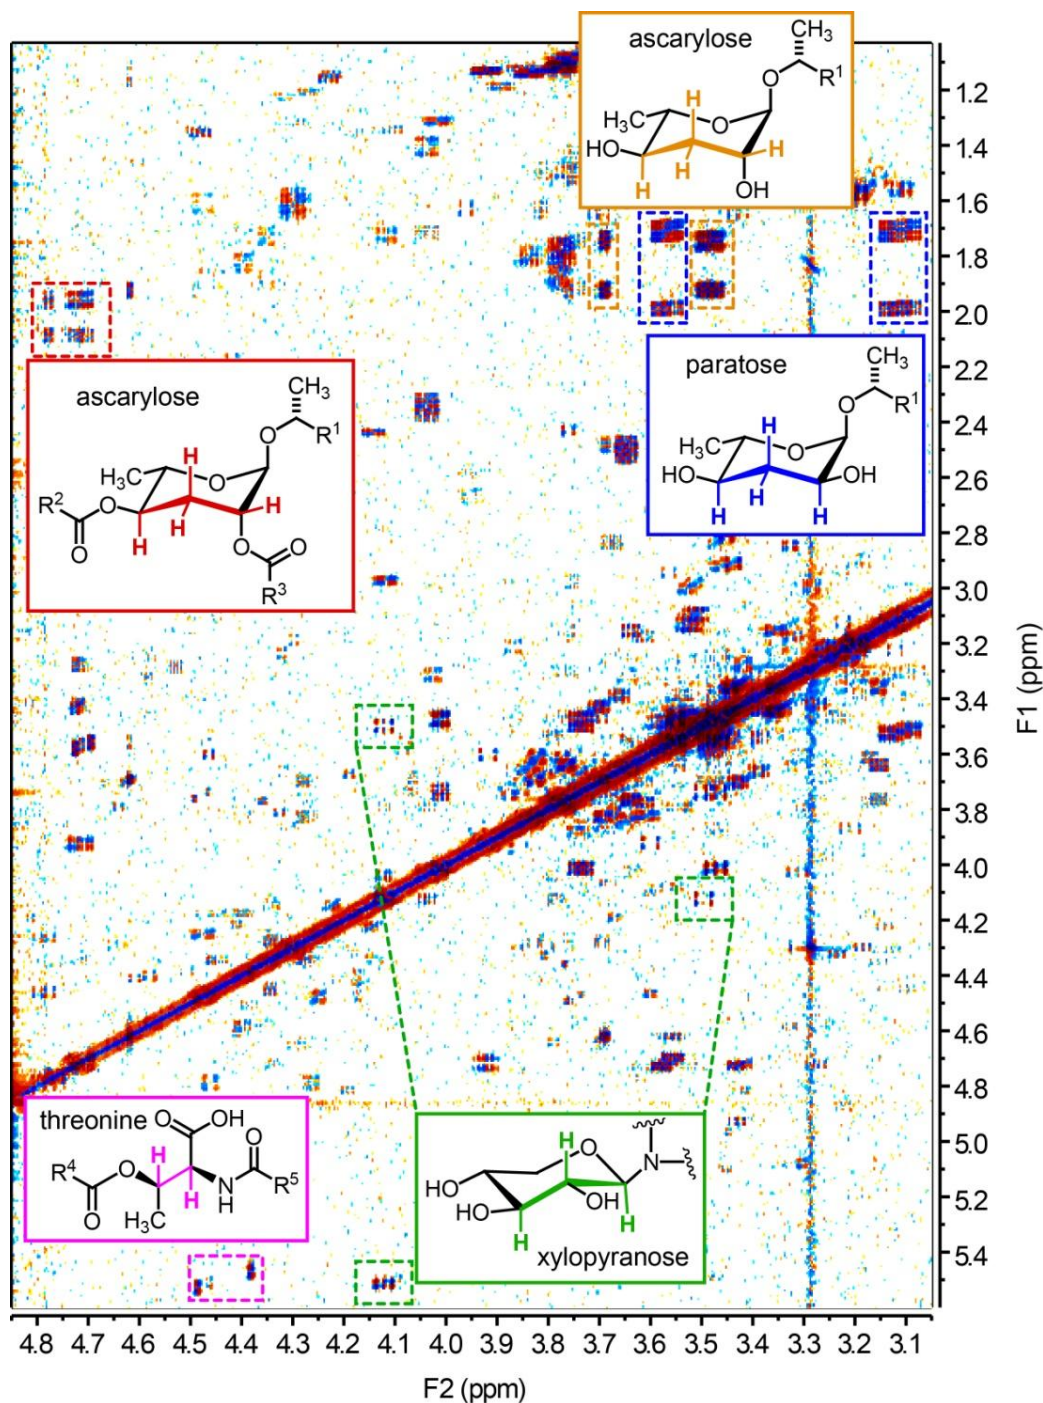 ascarylose
CH₃
O
R¹
H
H₃C
O
HO
H
H
H
OH
1.2
1.4
1.6
1.8
2.0
2.2
2.4
2.6
2.8
3.0
3.2
3.4
3.6
3.8
4.0
4.2
4.4
4.6
4.8
5.0
5.2
5.4
F1 (ppm)
ascarylose
CH₃
O
R¹
H
H₃C
O
R²
O
H
H
H
O
O
O
R³
paratose
CH₃
O
R¹
H
H₃C
O
HO
OH
H
H
H
threonine
O
OH
R⁴
O
H
O
O
H₃C
H
N
H
R⁵
O
H
N
HO
HO
OH
H
H
xylopyranose
4.8 4.7 4.6 4.5 4.4 4.3 4.2 4.1 4.0 3.9 3.8 3.7 3.6 3.5 3.4 3.3 3.2 3.1
F2 (ppm)